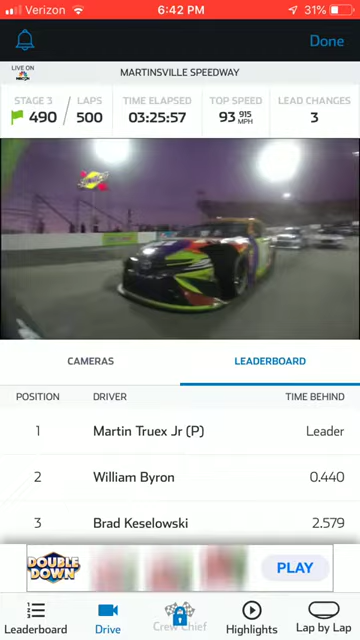 Verizon 6:42 PM 31%
Done
LIVE ON
MARTINSVILLE SPEEDWAY
STAGE 3 / LAPS TIME ELAPSED TOP SPEED LEAD CHANGES
490 / 500 03:25:57 93 915 MPH 3
CAMERAS LEADERBOARD
POSITION DRIVER TIME BEHIND
1 Martin Truex Jr (P) Leader
2 William Byron 0.440
3 Brad Keselowski 2.579
DOUBLE DOWN PLAY
Leaderboard Drive Crew Chief Highlights Lap by Lap